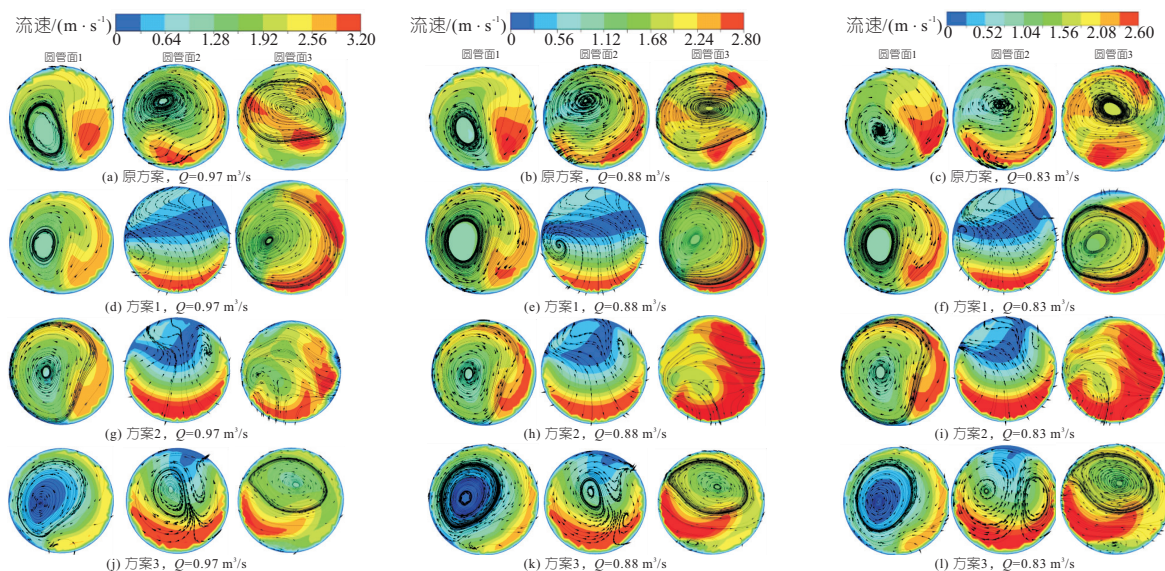 流速/(m · s⁻¹)
0 0.64 1.28 1.92 2.56 3.20
圆管面1 圆管面2 圆管面3
流速/(m · s⁻¹)
0 0.56 1.12 1.68 2.24 2.80
圆管面1 圆管面2 圆管面3
流速/(m · s⁻¹)
0 0.52 1.04 1.56 2.08 2.60
圆管面1 圆管面2 圆管面3
(a) 原方案，Q=0.97 m³/s
(b) 原方案，Q=0.88 m³/s
(c) 原方案，Q=0.83 m³/s
(d) 方案1，Q=0.97 m³/s
(e) 方案1，Q=0.88 m³/s
(f) 方案1，Q=0.83 m³/s
(g) 方案2，Q=0.97 m³/s
(h) 方案2，Q=0.88 m³/s
(i) 方案2，Q=0.83 m³/s
(j) 方案3，Q=0.97 m³/s
(k) 方案3，Q=0.88 m³/s
(l) 方案3，Q=0.83 m³/s